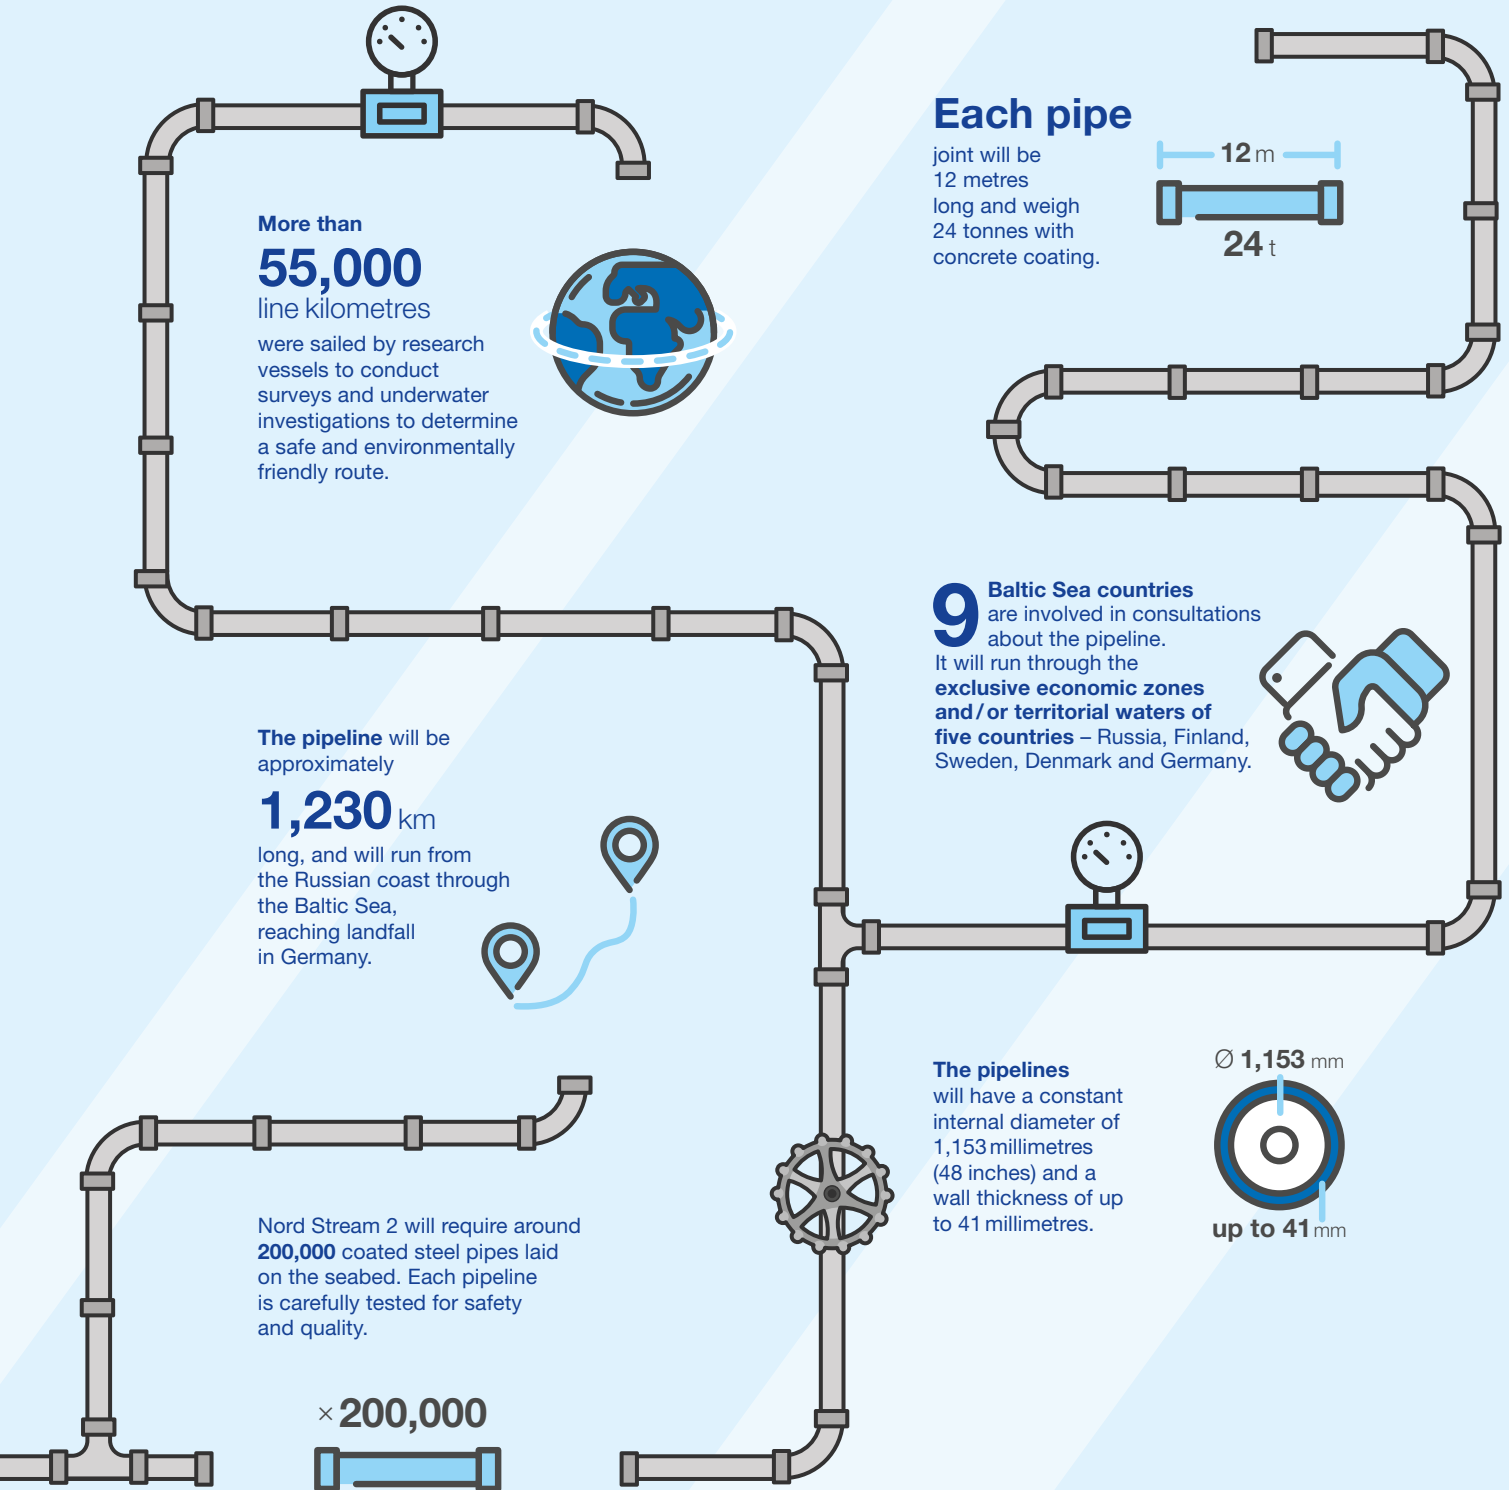 More than
55,000
line kilometres
were sailed by research
vessels to conduct
surveys and underwater
investigations to determine
a safe and environmentally
friendly route.
The pipeline will be
approximately
1,230 km
long, and will run from
the Russian coast through
the Baltic Sea,
reaching landfall
in Germany.
Nord Stream 2 will require around
200,000 coated steel pipes laid
on the seabed. Each pipeline
is carefully tested for safety
and quality.
× 200,000
Each pipe
joint will be
12 metres
long and weigh
24 tonnes with
concrete coating.
12 m
24 t
9 Baltic Sea countries
are involved in consultations
about the pipeline.
It will run through the
exclusive economic zones
and/or territorial waters of
five countries – Russia, Finland,
Sweden, Denmark and Germany.
The pipelines
will have a constant
internal diameter of
1,153 millimetres
(48 inches) and a
wall thickness of up
to 41 millimetres.
Ø 1,153 mm
up to 41 mm